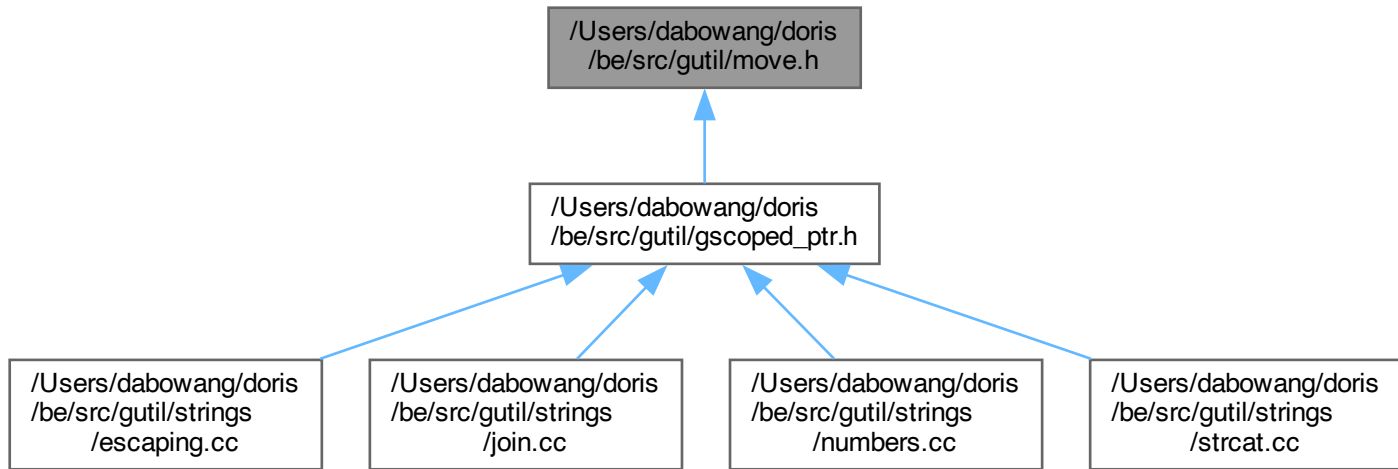 /Users/dabowang/doris
/be/src/gutil/move.h
/Users/dabowang/doris
/be/src/gutil/gscoped_ptr.h
/Users/dabowang/doris
/be/src/gutil/strings
/escaping.cc
/Users/dabowang/doris
/be/src/gutil/strings
/join.cc
/Users/dabowang/doris
/be/src/gutil/strings
/numbers.cc
/Users/dabowang/doris
/be/src/gutil/strings
/strcat.cc